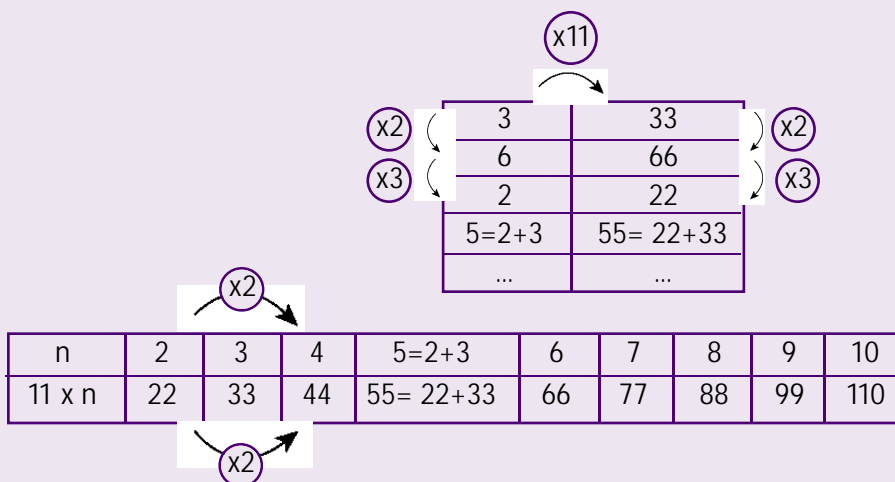 x11
3 33
x2 x2
6 66
x3 x3
2 22
5=2+3 55= 22+33
... ...
x2
n 2 3 4 5=2+3 6 7 8 9 10
11 x n 22 33 44 55= 22+33 66 77 88 99 110
x2